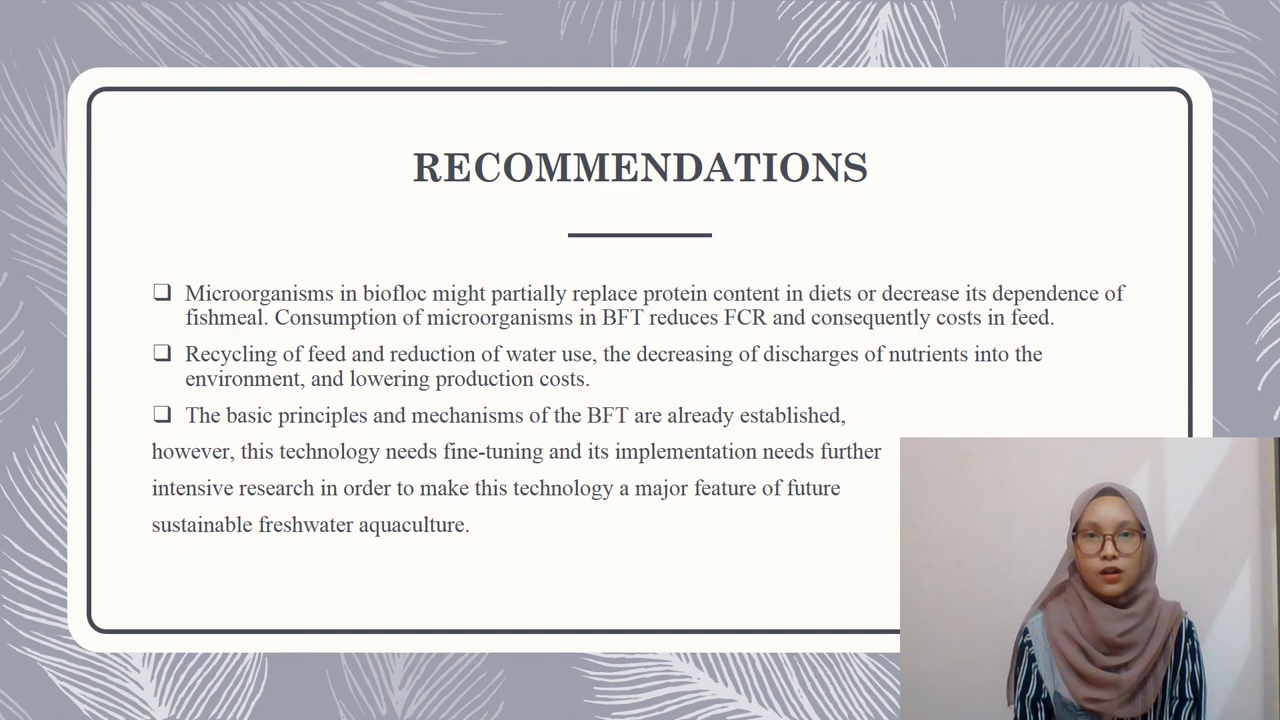 RECOMMENDATIONS
❑ Microorganisms in biofloc might partially replace protein content in diets or decrease its dependence of
fishmeal. Consumption of microorganisms in BFT reduces FCR and consequently costs in feed.
❑ Recycling of feed and reduction of water use, the decreasing of discharges of nutrients into the
environment, and lowering production costs.
❑ The basic principles and mechanisms of the BFT are already established,
however, this technology needs fine-tuning and its implementation needs further
intensive research in order to make this technology a major feature of future
sustainable freshwater aquaculture.